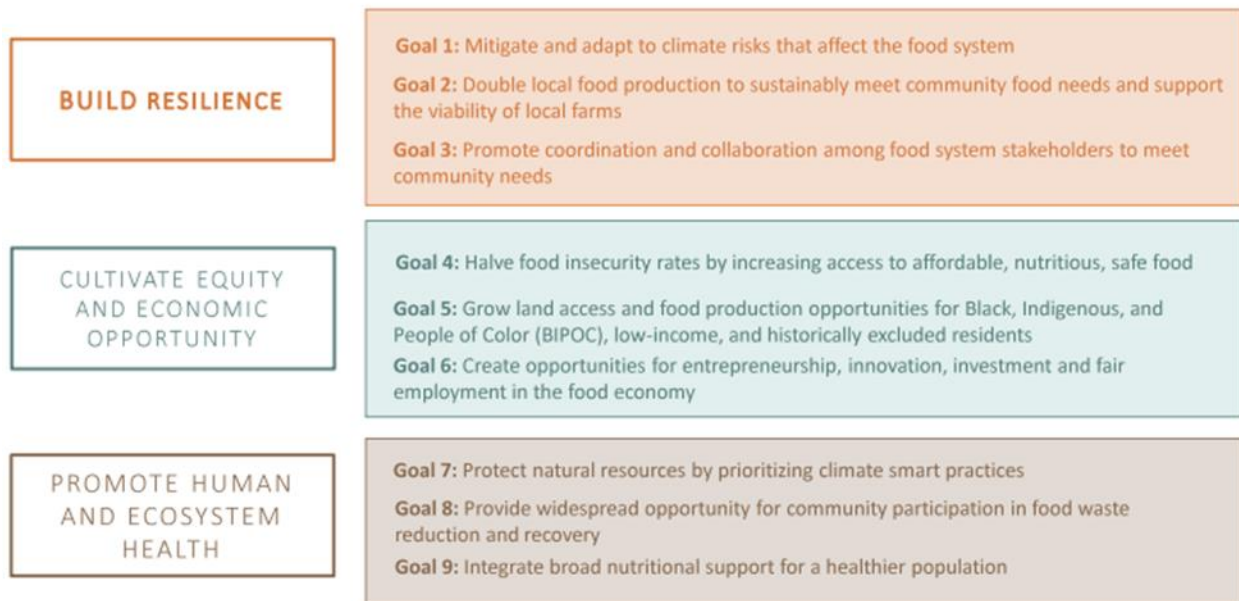 BUILD RESILIENCE
Goal 1: Mitigate and adapt to climate risks that affect the food system
Goal 2: Double local food production to sustainably meet community food needs and support
the viability of local farms
Goal 3: Promote coordination and collaboration among food system stakeholders to meet
community needs
CULTIVATE EQUITY
AND ECONOMIC
OPPORTUNITY
Goal 4: Halve food insecurity rates by increasing access to affordable, nutritious, safe food
Goal 5: Grow land access and food production opportunities for Black, Indigenous, and
People of Color (BIPOC), low-income, and historically excluded residents
Goal 6: Create opportunities for entrepreneurship, innovation, investment and fair
employment in the food economy
PROMOTE HUMAN
AND ECOSYSTEM
HEALTH
Goal 7: Protect natural resources by prioritizing climate smart practices
Goal 8: Provide widespread opportunity for community participation in food waste
reduction and recovery
Goal 9: Integrate broad nutritional support for a healthier population